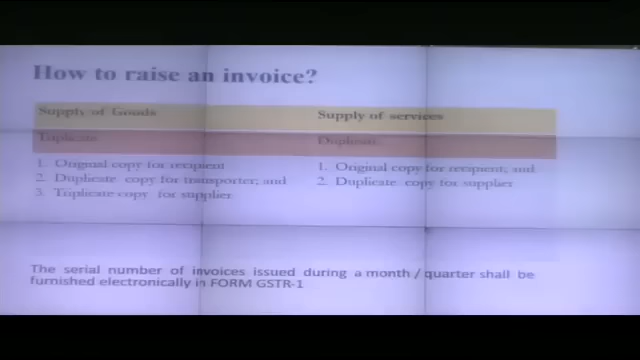 How to raise an invoice?
Supply of Goods
Supply of services
Triplicate
Duplicate
1. Original copy for recipient
2. Duplicate copy for transporter; and
3. Triplicate copy for supplier
1. Original copy for recipient; and
2. Duplicate copy for supplier
The serial number of invoices issued during a month / quarter shall be
furnished electronically in FORM GSTR-1